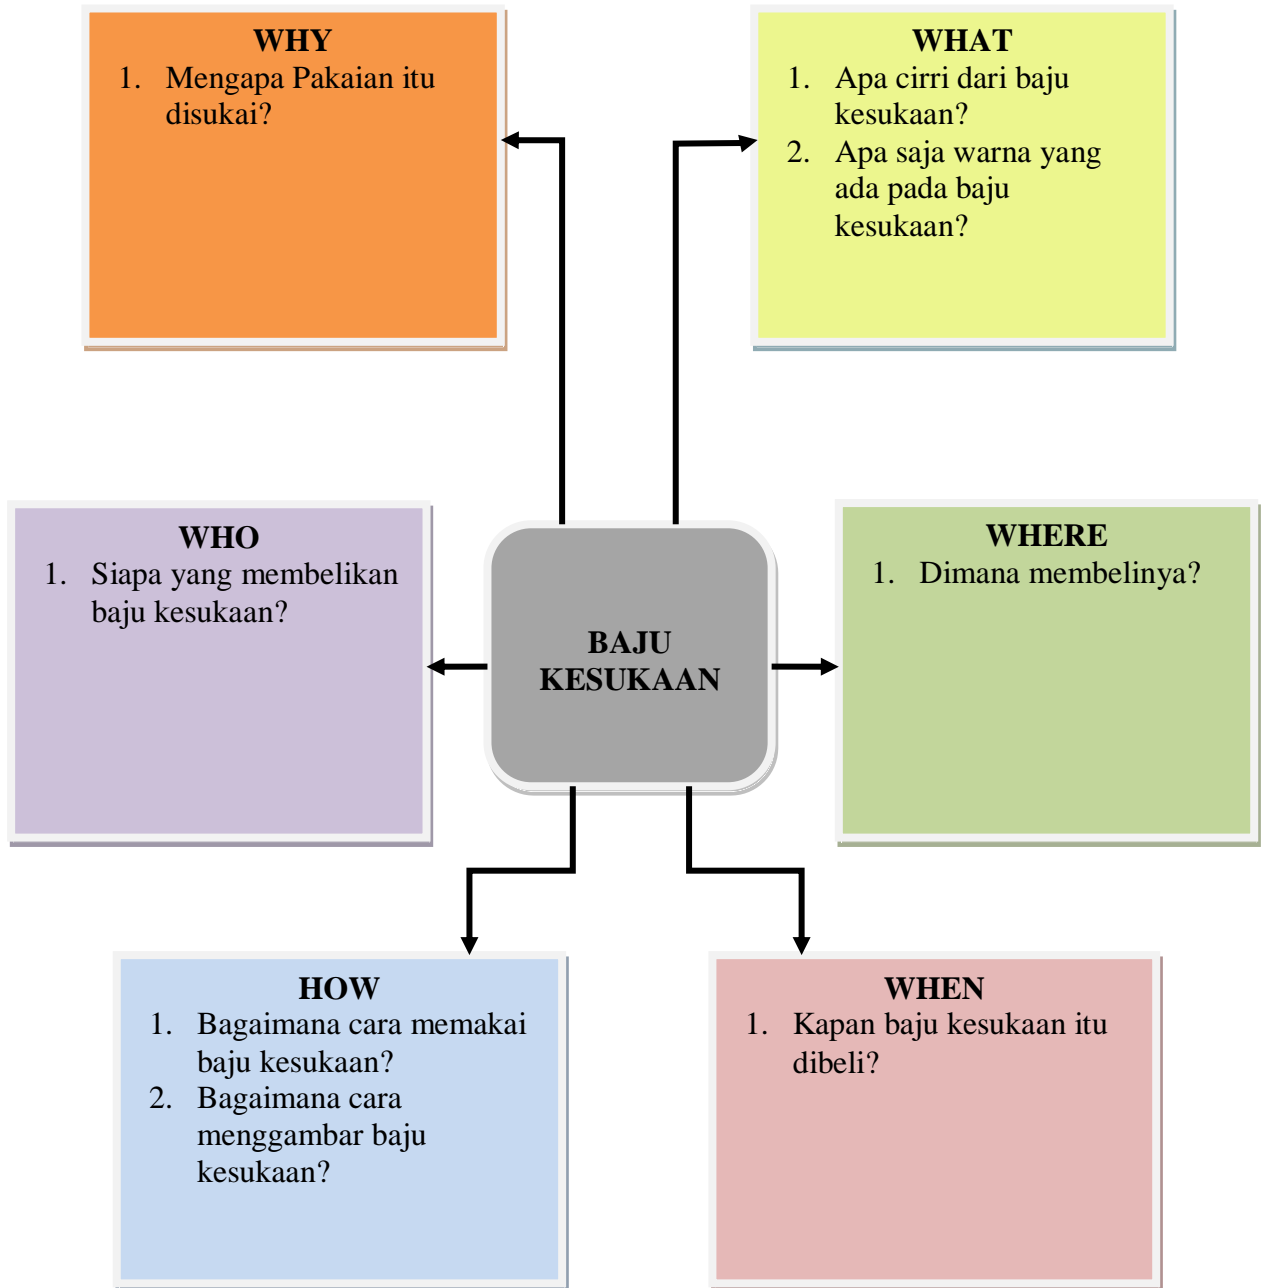 WHY
1. Mengapa Pakaian itu
disukai?
WHAT
1. Apa cirri dari baju
kesukaan?
2. Apa saja warna yang
ada pada baju
kesukaan?
WHO
1. Siapa yang membelikan
baju kesukaan?
BAJU
KESUKAAN
WHERE
1. Dimana membelinya?
HOW
1. Bagaimana cara memakai
baju kesukaan?
2. Bagaimana cara
menggambar baju
kesukaan?
WHEN
1. Kapan baju kesukaan itu
dibeli?